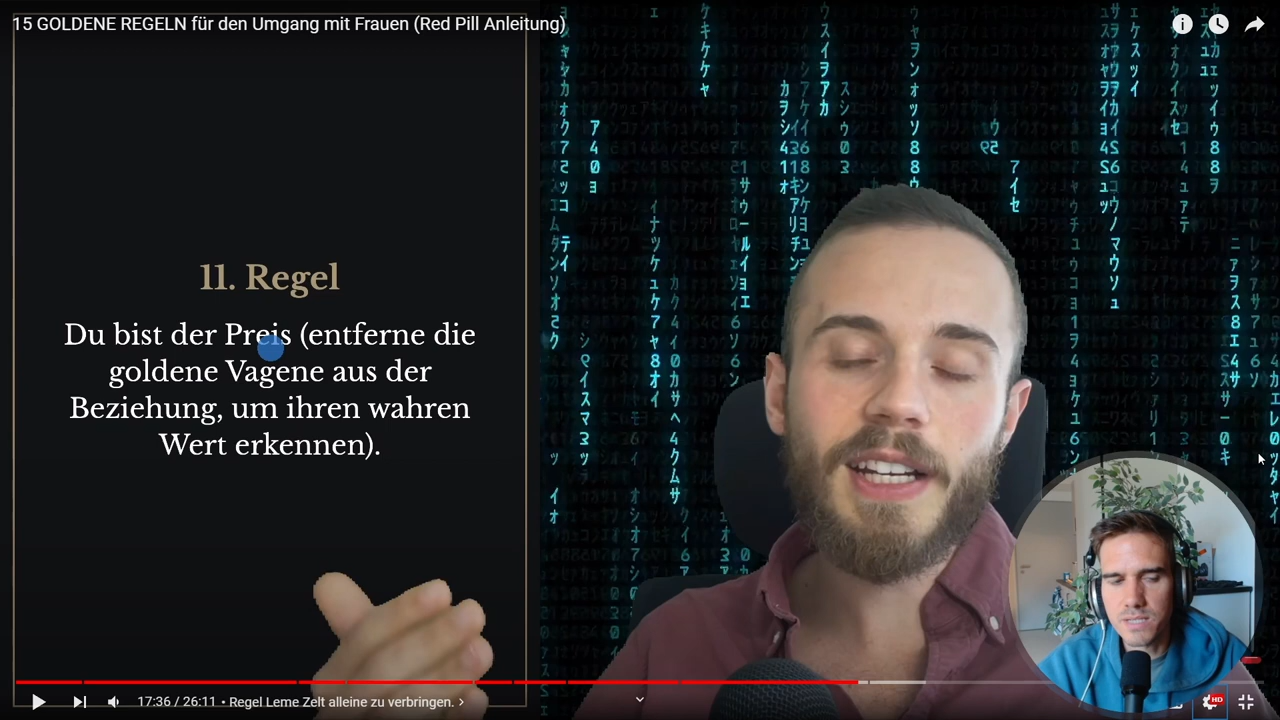 15 GOLDENE REGELN für den Umgang mit Frauen (Red Pill Anleitung)
11. Regel
Du bist der Preis (entferne die
goldene Vagene aus der
Beziehung, um ihren wahren
Wert erkennen).
17:36 / 26:11 • Regel Leme Zelt alleine zu verbringen. >
HD